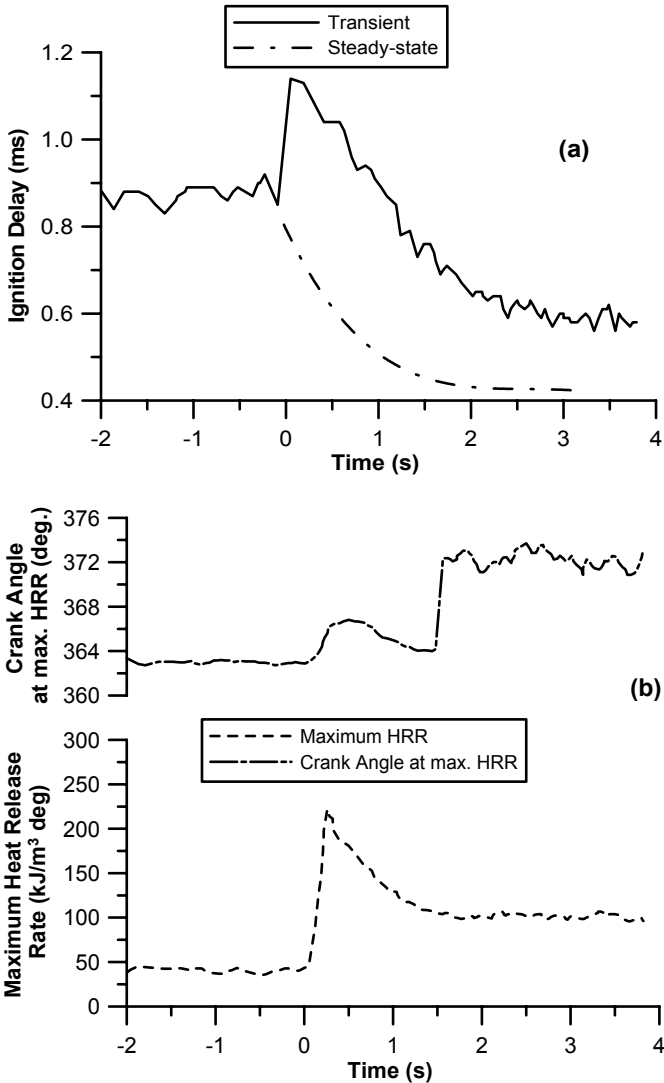 Transient
Steady-state
1.2
1.0
0.8
0.6
0.4
Ignition Delay (ms)
(a)
-2 -1 0 1 2 3 4
Time (s)
376
372
368
364
360
Crank Angle
at max. HRR (deg.)
(b)
Maximum HRR
Crank Angle at max. HRR
300
250
200
150
100
50
0
Maximum Heat Release
Rate (kJ/m³ deg)
-2 -1 0 1 2 3 4
Time (s)